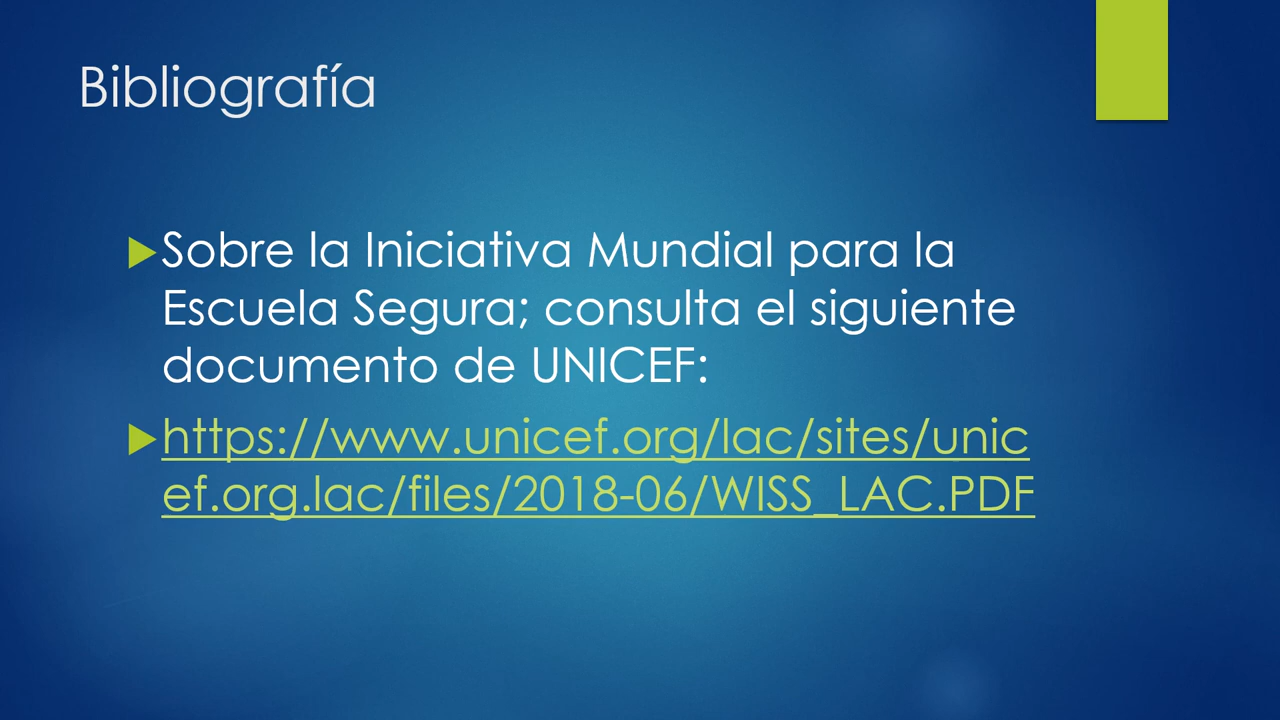 Bibliografía
Sobre la Iniciativa Mundial para la
Escuela Segura; consulta el siguiente
documento de UNICEF:
https://www.unicef.org/lac/sites/unic
ef.org.lac/files/2018-06/WISS_LAC.PDF